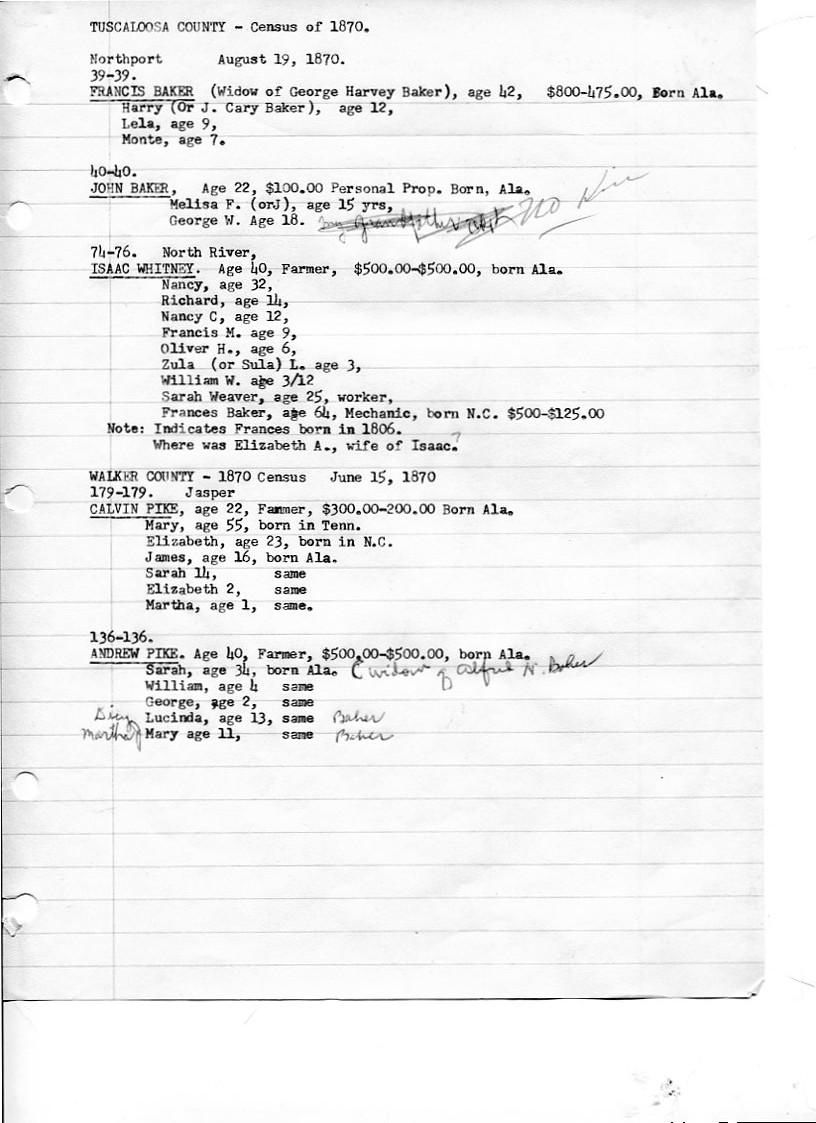 TUSCALOOSA COUNTY - Census of 1870.
Northport August 19, 1870.
39-39.
FRANCIS BAKER (Widow of George Harvey Baker), age 42, $800-475.00, Born Ala.
Harry (Or J. Cary Baker), age 12,
Lela, age 9,
Monte, age 7.
40-40.
JOHN BAKER, Age 22, $100.00 Personal Prop. Born, Ala.
Melisa F. (orJ), age 15 yrs,
George W. Age 18. my Grandfather no kin
74-76. North River,
ISAAC WHITNEY. Age 40, Farmer, $500.00-$500.00, born Ala.
Nancy, age 32,
Richard, age 14,
Nancy C, age 12,
Francis M. age 9,
Oliver H., age 6,
Zula (or Sula) L. age 3,
William W. age 3/12
Sarah Weaver, age 25, worker,
Frances Baker, age 64, Mechanic, born N.C. $500-$125.00
Note: Indicates Frances born in 1806.
Where was Elizabeth A., wife of Isaac.?
WALKER COUNTY - 1870 Census June 15, 1870
179-179. Jasper
CALVIN PIKE, age 22, Farmer, $300.00-200.00 Born Ala.
Mary, age 55, born in Tenn.
Elizabeth, age 23, born in N.C.
James, age 16, born Ala.
Sarah 14, same
Elizabeth 2, same
Martha, age 1, same.
136-136.
ANDREW PIKE. Age 40, Farmer, $500.00-$500.00, born Ala.
Sarah, age 34, born Ala. (widow of Alfred N. Baker
William, age 4 same
George, age 2, same
Dicy Lucinda, age 13, same Baker
Martha Mary age 11, same Baker